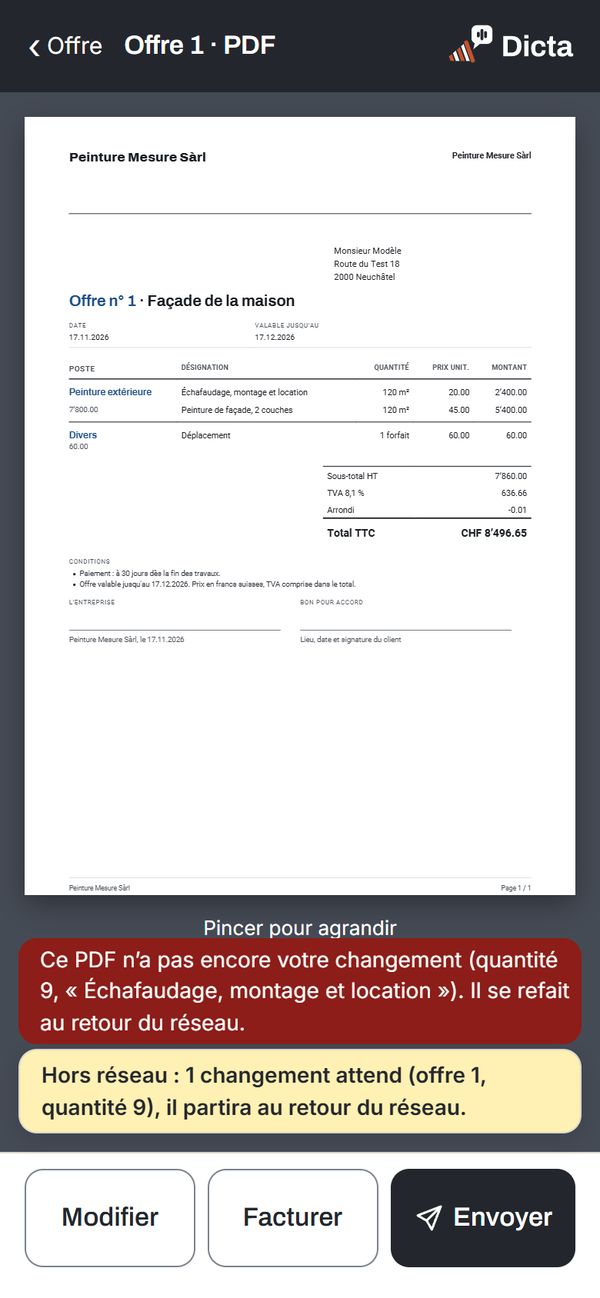 ‹ Offre Offre 1 · PDF Dicta
Peinture Mesure Sàrl Peinture Mesure Sàrl
Monsieur Modèle
Route du Test 18
2000 Neuchâtel
Offre n° 1 · Façade de la maison
DATE VALABLE JUSQU'AU
17.11.2026 17.12.2026
POSTE DÉSIGNATION QUANTITÉ PRIX UNIT. MONTANT
Peinture extérieure Échafaudage, montage et location 120 m² 20.00 2'400.00
7'800.00 Peinture de façade, 2 couches 120 m² 45.00 5'400.00
Divers Déplacement 1 forfait 60.00 60.00
60.00
Sous-total HT 7'860.00
TVA 8,1 % 636.66
Arrondi -0.01
Total TTC CHF 8'496.65
CONDITIONS
• Paiement : à 30 jours dès la fin des travaux.
• Offre valable jusqu'au 17.12.2026. Prix en francs suisses, TVA comprise dans le total.
L'ENTREPRISE BON POUR ACCORD
Peinture Mesure Sàrl, le 17.11.2026 Lieu, date et signature du client
Peinture Mesure Sàrl Page 1 / 1
Pincer pour agrandir
Ce PDF n’a pas encore votre changement (quantité
9, « Échafaudage, montage et location »). Il se refait
au retour du réseau.
Hors réseau : 1 changement attend (offre 1,
quantité 9), il partira au retour du réseau.
Modifier Facturer Envoyer